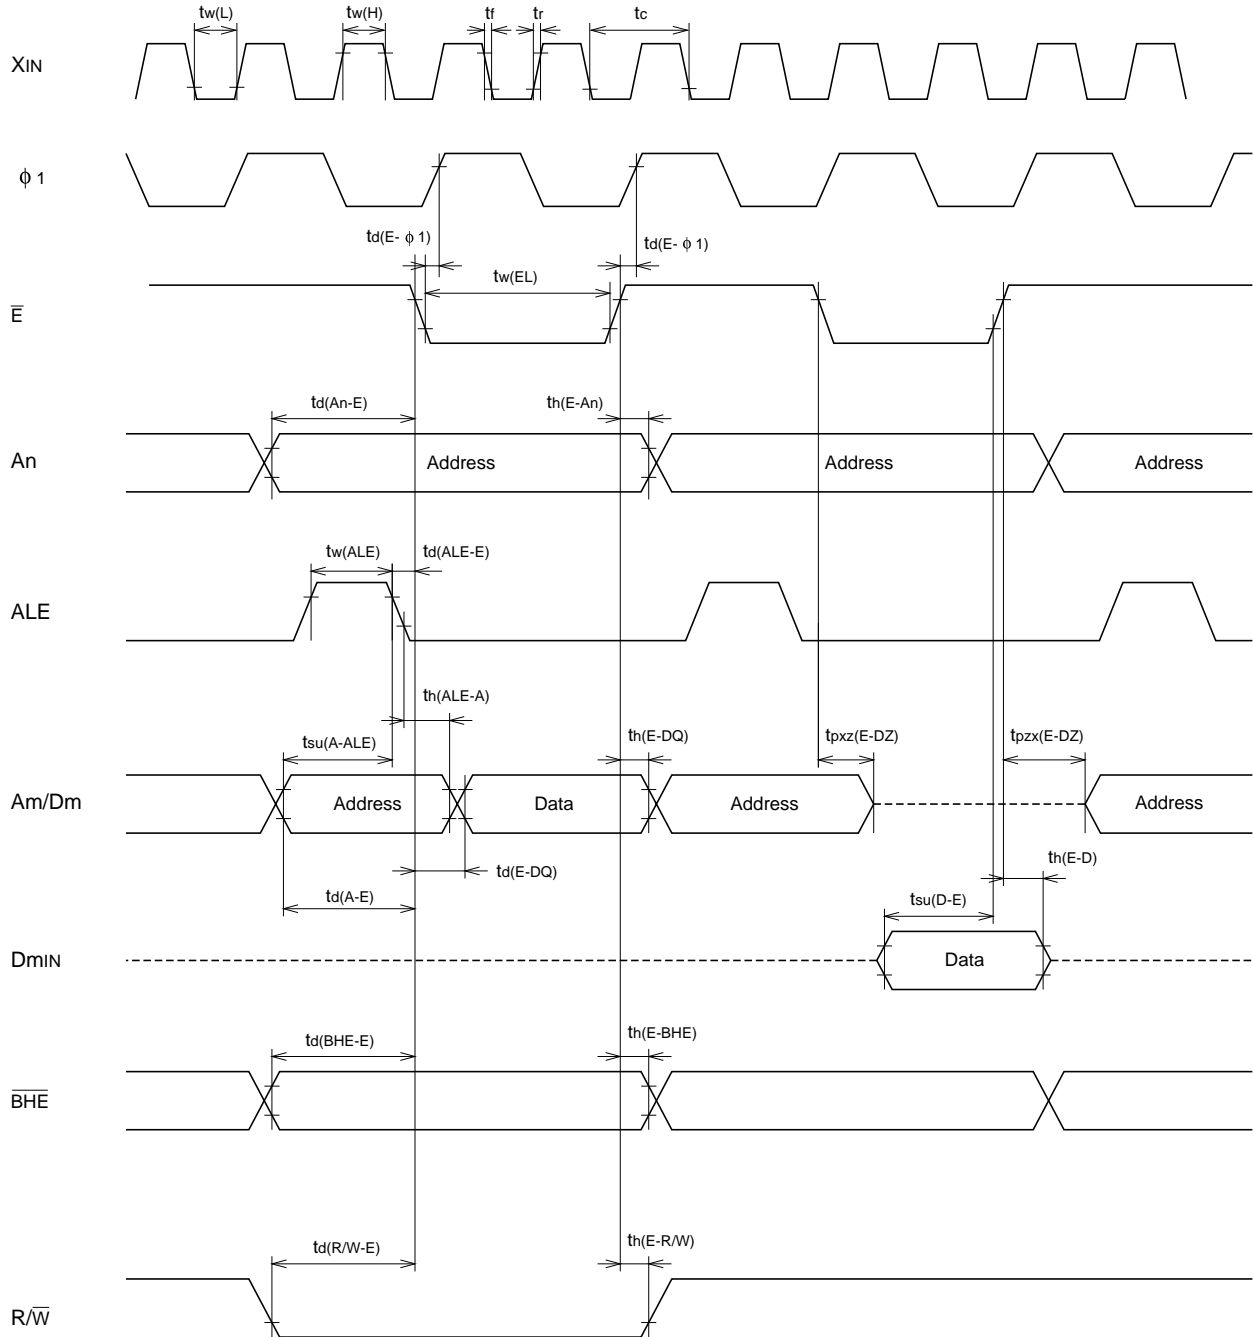 tw(L) tw(H) tf tr tc
XIN
ϕ 1
td(E- ϕ 1) td(E- ϕ 1)
tw(EL)
E̅
td(An-E) th(E-An)
An Address Address Address
tw(ALE) td(ALE-E)
ALE
th(ALE-A)
tsu(A-ALE) th(E-DQ) tpxz(E-DZ) tpzx(E-DZ)
Am/Dm Address Data Address Address
td(E-DQ) th(E-D)
td(A-E) tsu(D-E)
DmIN Data
td(BHE-E) th(E-BHE)
B̅H̅E̅
td(R/W-E) th(E-R/W)
R/W̅